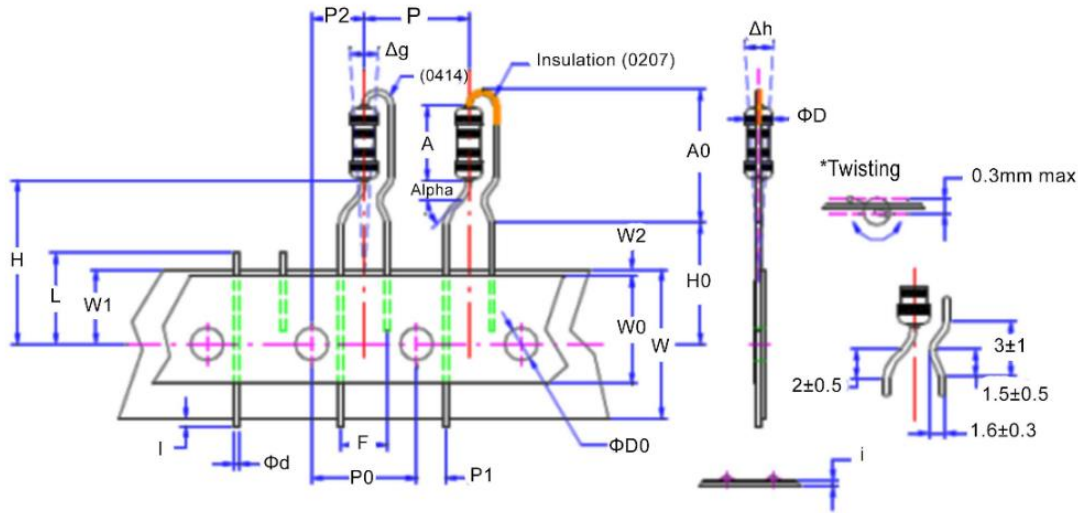 P2
P
Δg
(0414)
Insulation (0207)
Δh
ΦD
A
A0
*Twisting
0.3mm max
Alpha
H
L
W1
W2
H0
W0
W
3±1
2±0.5
1.5±0.5
1.6±0.3
I
F
ΦD0
Φd
P0
P1
i